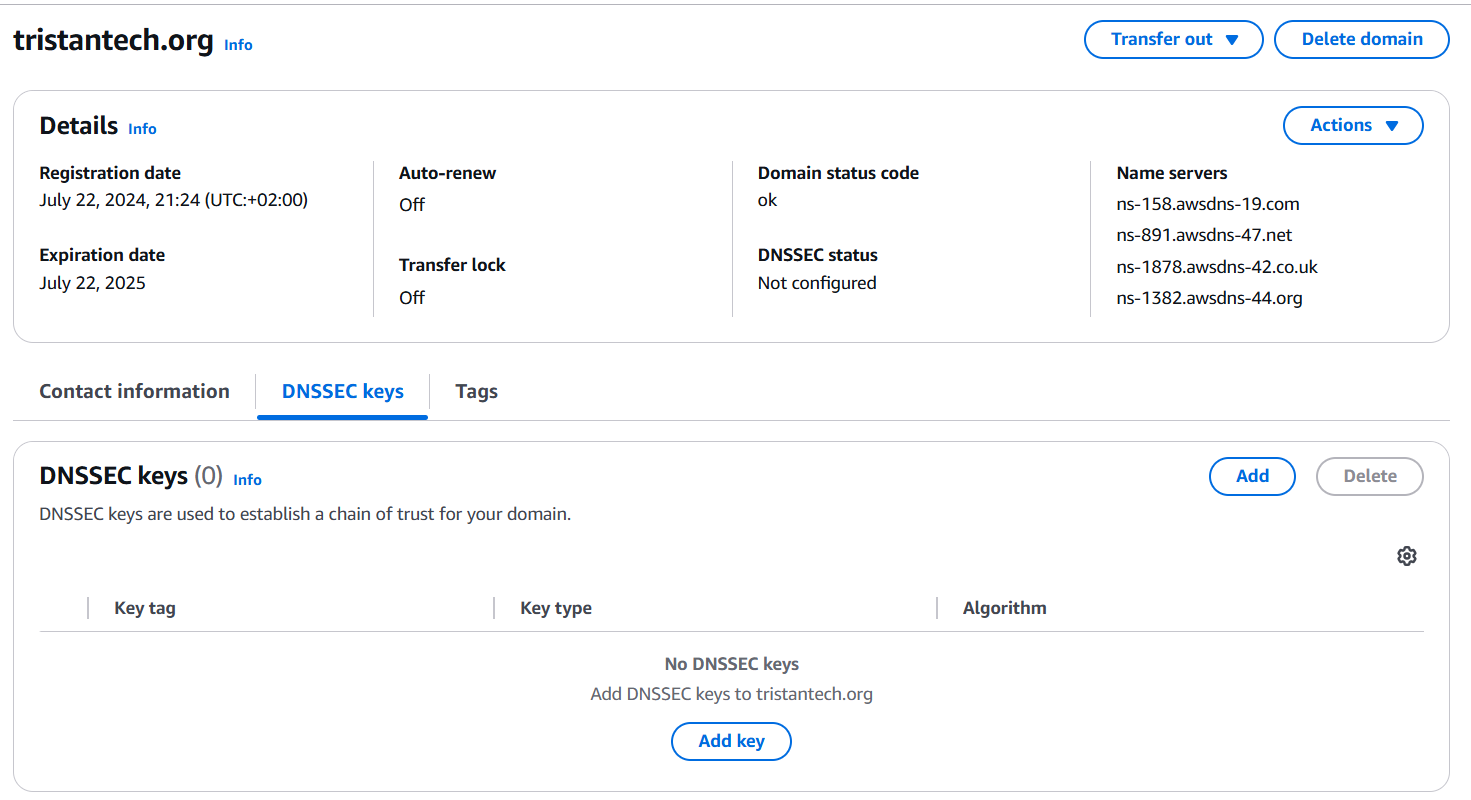 tristantech.org Info
Transfer out
Delete domain
Details Info
Actions
Registration date
July 22, 2024, 21:24 (UTC:+02:00)
Expiration date
July 22, 2025
Auto-renew
Off
Transfer lock
Off
Domain status code
ok
DNSSEC status
Not configured
Name servers
ns-158.awsdns-19.com
ns-891.awsdns-47.net
ns-1878.awsdns-42.co.uk
ns-1382.awsdns-44.org
Contact information
DNSSEC keys
Tags
DNSSEC keys (0) Info
Add
Delete
DNSSEC keys are used to establish a chain of trust for your domain.
Key tag
Key type
Algorithm
No DNSSEC keys
Add DNSSEC keys to tristantech.org
Add key